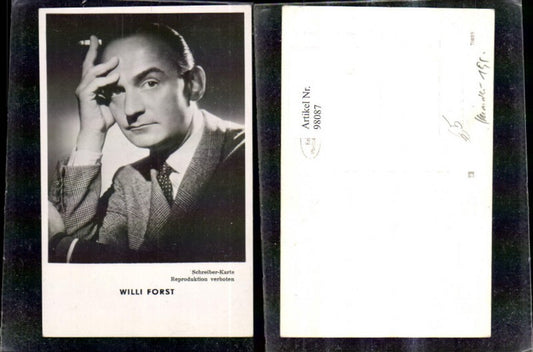 Schreiber-Karte
Reproduktion verboten
WILLI FORST
Artikel Nr.
98087